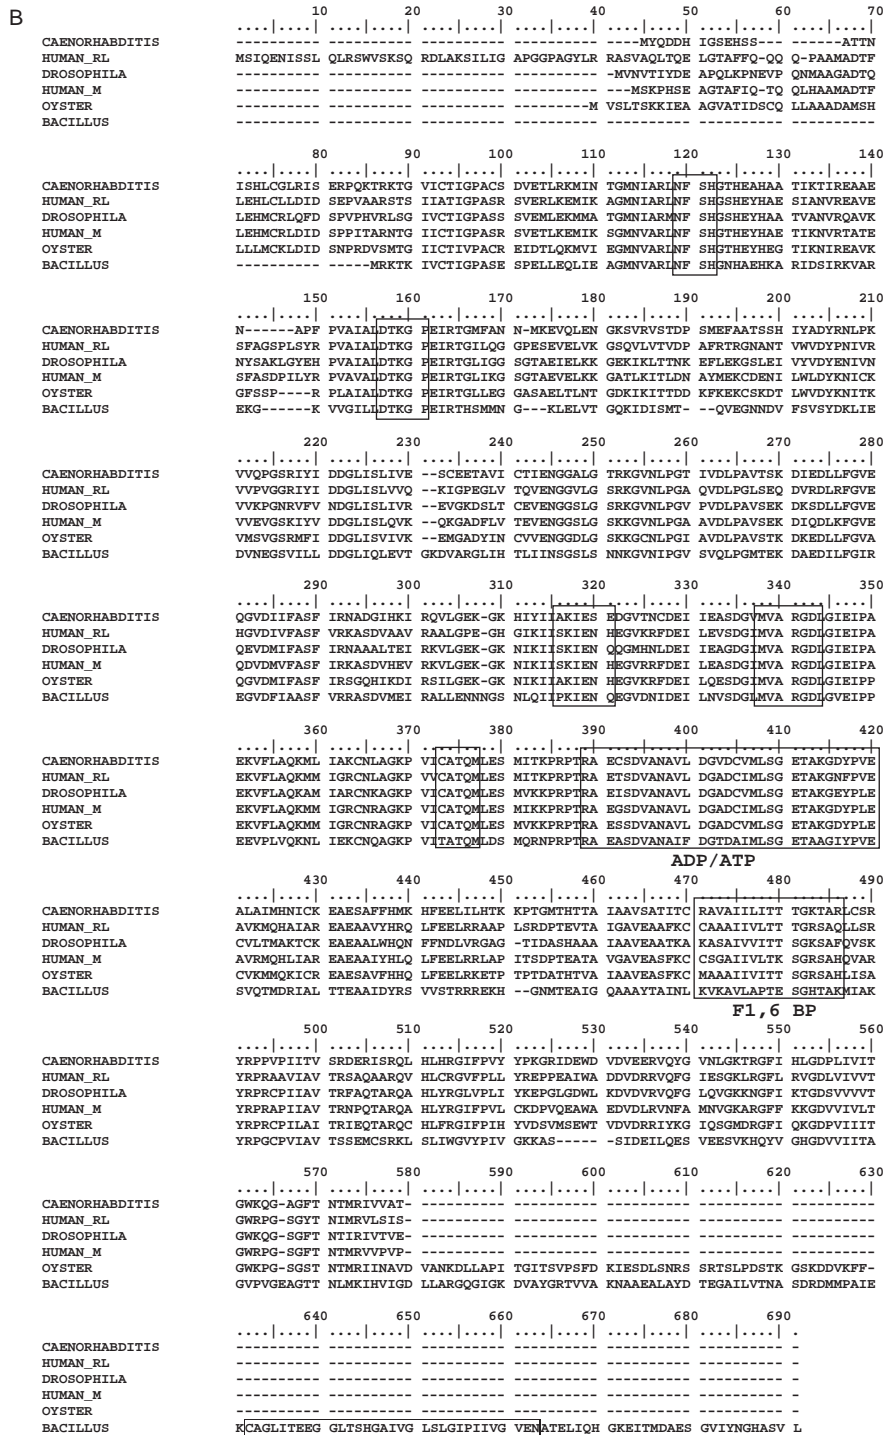 B
10 20 30 40 50 60 70
....|....| ....|....| ....|....| ....|....| ....|....| ....|....| ....|....|
CAENORHABDITIS ---------- ---------- ---------- ---------- ----MYQDDH IGSEHSS--- ------ATTN
HUMAN_RL MSIQENISSL QLRSWVSKSQ RDLAKSILIG APGGPAGYLR RASVAQLTQE LGTAFFQ-QQ Q-PAAMADTF
DROSOPHILA ---------- ---------- ---------- ---------- --MVNVTIYDE APQLKPNEVP QNMAAGADTQ
HUMAN_M ---------- ---------- ---------- ---------- ---MSKPHSE AGTAFIQ-TQ QLHAAMADTF
OYSTER ---------- ---------- ---------- ---------M VSLTSKKIEA AGVATIDSCQ LLAAADAMSH
BACILLUS ---------- ---------- ---------- ---------- ---------- ---------- ----------
80 90 100 110 120 130 140
....|....| ....|....| ....|....| ....|....| ....|....| ....|....| ....|....|
CAENORHABDITIS ISHLCGLRIS ERPQKTRKTG VICTIGPACS DVETLRKMIN TGMNIARLNF SHGTHEAHAA TIKTIREAAE
HUMAN_RL LEHLCLLDID SEPVAARSTS IIATIGPASR SVERLKEMIK AGMNIARLNF SHGSHEYHAE SIANVREAVE
DROSOPHILA LEHMCRLQFD SPVPHVRLSG IVCTIGPASS SVEMLEKMMA TGMNIARMNF SHGSHEYHAA TVANVRQAVK
HUMAN_M LEHMCRLDID SPPITARNTG IICTIGPASR SVETLKEMIK SGMNVARLNF SHGTHEYHAE TIKNVRTATE
OYSTER LLLMCKLDID SNPRDVSMTG IICTIVPACR EIDTLQKMVI EGMNVARLNF SHGTHEYHEG TIKNIREAVK
BACILLUS ---------- -----MRKTK IVCTIGPASE SPELLEQLIE AGMNVARLNF SHGNHAEHKA RIDSIRKVAR
150 160 170 180 190 200 210
....|....| ....|....| ....|....| ....|....| ....|....| ....|....| ....|....|
CAENORHABDITIS N------APF PVAIALDTKG PEIRTGMFAN N-MKEVQLEN GKSVRVSTDP SMEFAATSSH IYADYRNLPK
HUMAN_RL SFAGSPLSYR PVAIALDTKG PEIRTGILQG GPESEVELVK GSQVLVTVDP AFRTRGNANT VWVDYPNIVR
DROSOPHILA NYSAKLGYEH PVAIALDTKG PEIRTGLIGG SGTAEIELKK GEKIKLTTNK EFLEKGSLEI VYVDYENIVN
HUMAN_M SFASDPILYR PVAVALDTKG PEIRTGLIKG SGTAEVELKK GATLKITLDN AYMEKCDENI LWLDYKNICK
OYSTER GFSSP----R PLAIALDTKG PEIRTGLLEG GASAELTLNT GDKIKITTDD KFKEKCSKDT LWVDYKNITK
BACILLUS EKG------K VVGILLDTKG PEIRTHSMMN G---KLELVT GQKIDISMT- -QVEGNNDV FSVSYDKLIE
220 230 240 250 260 270 280
....|....| ....|....| ....|....| ....|....| ....|....| ....|....| ....|....|
CAENORHABDITIS VVQPGSRIYI DDGLISLIVE --SCEETAVI CTIENGGALG TRKGVNLPGT IVDLPAVTSK DIEDLLFGVE
HUMAN_RL VVPVGGRIYI DDGLISLVVQ --KIGPEGLV TQVENGGVLG SRKGVNLPGA QVDLPGLSEQ DVRDLRFGVE
DROSOPHILA VVKPGNRVFV NDGLISLIVR --EVGKDSLT CEVENGGSLG SRKGVNLPGV PVDLPAVSEK DKSDLLFGVE
HUMAN_M VVEVGSKIYV DDGLISLQVK --QKGADFLV TEVENGGSLG SKKGVNLPGA AVDLPAVSEK DIQDLKFGVE
OYSTER VMSVGSRMFI DDGLISVIVK --EMGADYIN CVVENGGDLG SKKGCNLPGI AVDLPAVSTK DKEDLLFGVA
BACILLUS DVNEGSVILL DDGLIQLEVT GKDVARGLIH TLIINSGSLS NNKGVNIPGV SVQLPGMTEK DAEDILFGIR
290 300 310 320 330 340 350
....|....| ....|....| ....|....| ....|....| ....|....| ....|....| ....|....|
CAENORHABDITIS QGVDIIFASF IRNADGIHKI RQVLGEK-GK HIYIIAKIES EDGVTNCDEI IEASDGVMVA RGDLGIEIPA
HUMAN_RL HGVDIVFASF VRKASDVAAV RAALGPE-GH GIKIISKIEN HEGVKRFDEI LEVSDGIMVA RGDLGIEIPA
DROSOPHILA QEVDMIFASF IRNAAALTEI RKVLGEK-GK NIKIISKIEN QQGMHNLDEI IEAGDGIMVA RGDLGIEIPA
HUMAN_M QDVDMVFASF IRKASDVHEV RKVLGEK-GK NIKIISKIEN HEGVRRFDEI LEASDGIMVA RGDLGIEIPA
OYSTER QGVDMIFASF IRSGQHIKDI RSILGEK-GK NIKIIAKIEN HEGVKRFDEI LQESDGIMVA RGDLGIEIPP
BACILLUS EGVDFIAASF VRRASDVMEI RALLENNNGS NLQIIPKIEN QEGVDNIDEI LNVSDGLMVA RGDLGVEIPP
360 370 380 390 400 410 420
....|....| ....|....| ....|....| ....|....| ....|....| ....|....| ....|....|
CAENORHABDITIS EKVFLAQKML IAKCNLAGKP VICATQMLES MITKPRPTRA ECSDVANAVL DGVDCVMLSG ETAKGDYPVE
HUMAN_RL EKVFLAQKMM IGRCNLAGKP VVCATQMLES MITKPRPTRA ETSDVANAVL DGADCIMLSG ETAKGNFPVE
DROSOPHILA EKVFLAQKAM IARCNKAGKP VICATQMLES MVKKPRPTRA EISDVANAVL DGADCVMLSG ETAKGEYPLE
HUMAN_M EKVFLAQKMM IGRCNRAGKP VICATQMLES MIKKPRPTRA EGSDVANAVL DGADCIMLSG ETAKGDYPLE
OYSTER EKVFLAQKMM IGRCNRAGKP VICATQMLES MVKKPRPTRA ESSDVANAVL DGADCVMLSG ETAKGDYPLE
BACILLUS EEVPLVQKNL IEKCNQAGKP VITATQMLDS MQRNPRPTRA EASDVANAIF DGTDAIMLSG ETAAGIYPVE
ADP/ATP
430 440 450 460 470 480 490
....|....| ....|....| ....|....| ....|....| ....|....| ....|....| ....|....|
CAENORHABDITIS ALAIMHNICK EAESAFFHMK HFEELILHTK KPTGMTHTTA IAAVSATITC RAVAIILITT TGKTARLCSR
HUMAN_RL AVKMQHAIAR EAEAAVYHRQ LFEELRRAAP LSRDPTEVTA IGAVEAAFKC CAAAIIVLTT TGRSAQLLSR
DROSOPHILA CVLTMAKTCK EAEAALWHQN FFNDLVRGAG -TIDASHAAA IAAVEAATKA KASAIVVITT SGKSAFQVSK
HUMAN_M AVRMQHLIAR EAEAAIYHLQ LFEELRRLAP ITSDPTEATA VGAVEASFKC CSGAIIVLTK SGRSAHQVAR
OYSTER CVKMMQKICR EAESAVFHHQ LFEELRKETP TPTDATHTVA IAAVEASFKC MAAAIIVITT SGRSAHLISA
BACILLUS SVQTMDRIAL TTEAAIDYRS VVSTRRREKH --GNMTEAIG QAAAYTAINL KVKAVLAPTE SGHTAKMIAK
F1,6 BP
500 510 520 530 540 550 560
....|....| ....|....| ....|....| ....|....| ....|....| ....|....| ....|....|
CAENORHABDITIS YRPPVPIITV SRDERISRQL HLHRGIFPVY YPKGRIDEWD VDVEERVQYG VNLGKTRGFI HLGDPLIVIT
HUMAN_RL YRPRAAVIAV TRSAQAARQV HLCRGVFPLL YREPPEAIWA DDVDRRVQFG IESGKLRGFL RVGDLVIVVT
DROSOPHILA YRPRCPIIAV TRFAQTARQA HLYRGLVPLI YKEPGLGDWL KDVDVRVQFG LQVGKKNGFI KTGDSVVVVT
HUMAN_M YRPRAPIIAV TRNPQTARQA HLYRGIFPVL CKDPVQEAWA EDVDLRVNFA MNVGKARGFF KKGDVVIVLT
OYSTER YRPRCPILAI TRIEQTARQC HLFRGIFPIH YVDSVMSEWT VDVDRRIYKG IQSGMDRGFI QKGDPVIIIT
BACILLUS YRPGCPVIAV TSSEMCSRKL SLIWGVYPIV GKKAS----- -SIDEILQES VEESVKHQYV GHGDVVIITA
570 580 590 600 610 620 630
....|....| ....|....| ....|....| ....|....| ....|....| ....|....| ....|....|
CAENORHABDITIS GWKQG-AGFT NTMRIVVAT- ---------- ---------- ---------- ---------- ----------
HUMAN_RL GWRPG-SGYT NIMRVLSIS- ---------- ---------- ---------- ---------- ----------
DROSOPHILA GWKQG-SGFT NTIRIVTVE- ---------- ---------- ---------- ---------- ----------
HUMAN_M GWRPG-SGFT NTMRVVPVP- ---------- ---------- ---------- ---------- ----------
OYSTER GWKPG-SGST NTMRIINAVD VANKDLLAPI TGITSVPSFD KIESDLSNRS SRTSLPDSTK GSKDDVKFF-
BACILLUS GVPVGEAGTT NLMKIHVIGD LLARGQGIGK DVAYGRTVVA KNAAEALAYD TEGAILVTNA SDRDMMPAIE
640 650 660 670 680 690
....|....| ....|....| ....|....| ....|....| ....|....| ....|....| .
CAENORHABDITIS ---------- ---------- ---------- ---------- ---------- ---------- -
HUMAN_RL ---------- ---------- ---------- ---------- ---------- ---------- -
DROSOPHILA ---------- ---------- ---------- ---------- ---------- ---------- -
HUMAN_M ---------- ---------- ---------- ---------- ---------- ---------- -
OYSTER ---------- ---------- ---------- ---------- ---------- ---------- -
BACILLUS KCAGLITEEG GLTSHGAIVG LSLGIPIIVG VENATELIQH GKEITMDAES GVIYNGHASV L